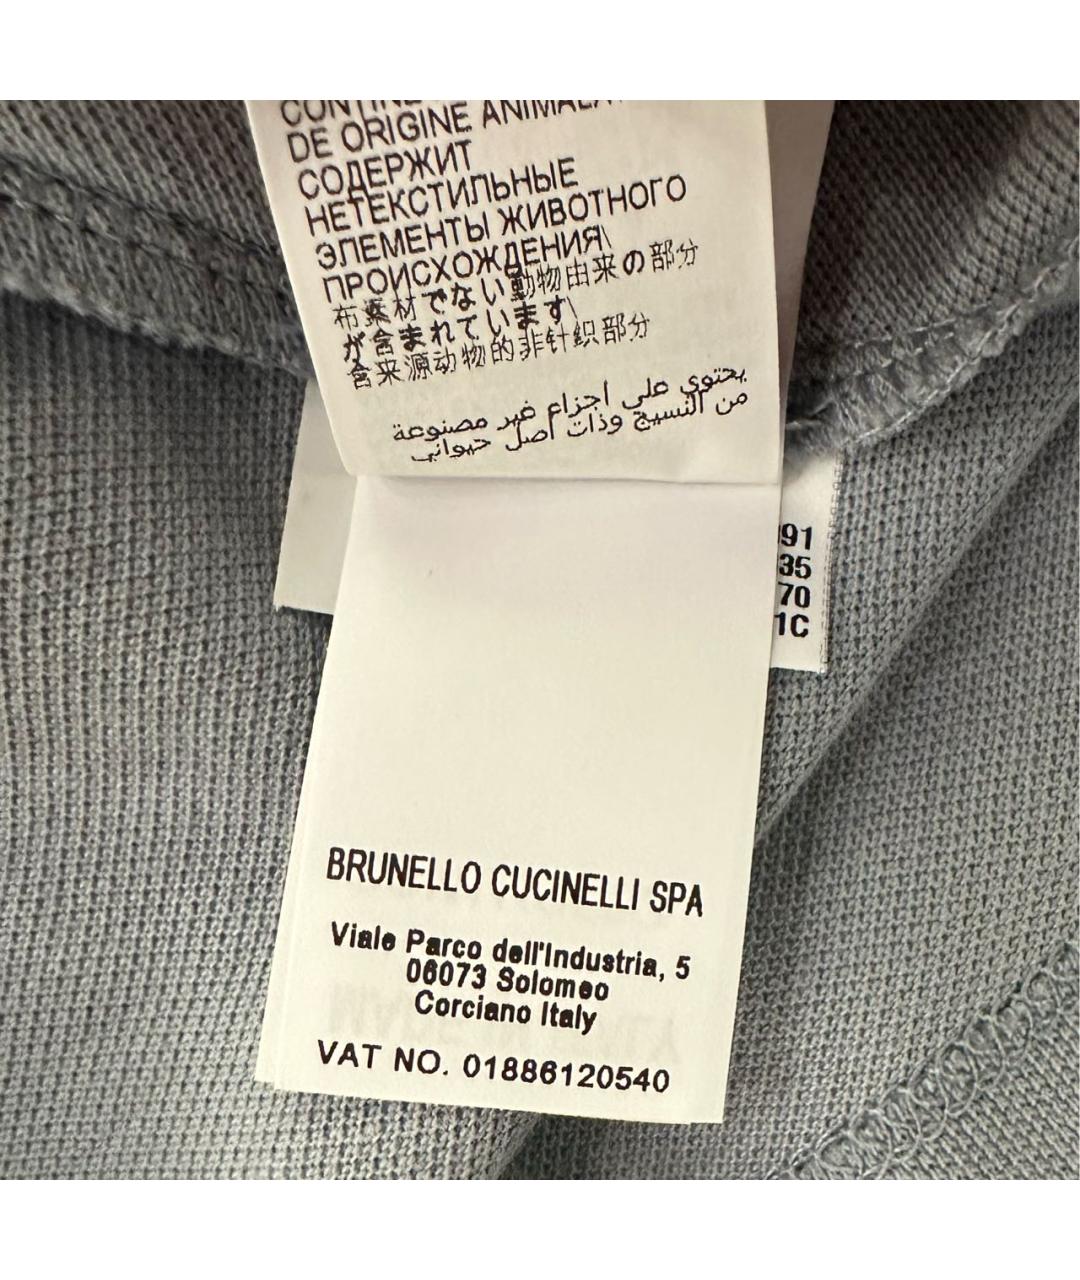 DE ORIGINE
СОДЕРЖИТ
НЕТЕКСТИЛЬНЫЕ
ЭЛЕМЕНТЫ ЖИВОТНОГО
ПРОИСХОЖДЕНИЯ\
布素材でない動物由来の部分
が含まれています\
含来源动物的非针织部分
يحتوي على اجزاء غير مصنوعة
من النسيج وذات اصل حيواني
91
35
70
1C
BRUNELLO CUCINELLI SPA
Viale Parco dell'Industria, 5
06073 Solomeo
Corciano Italy
VAT NO. 01886120540